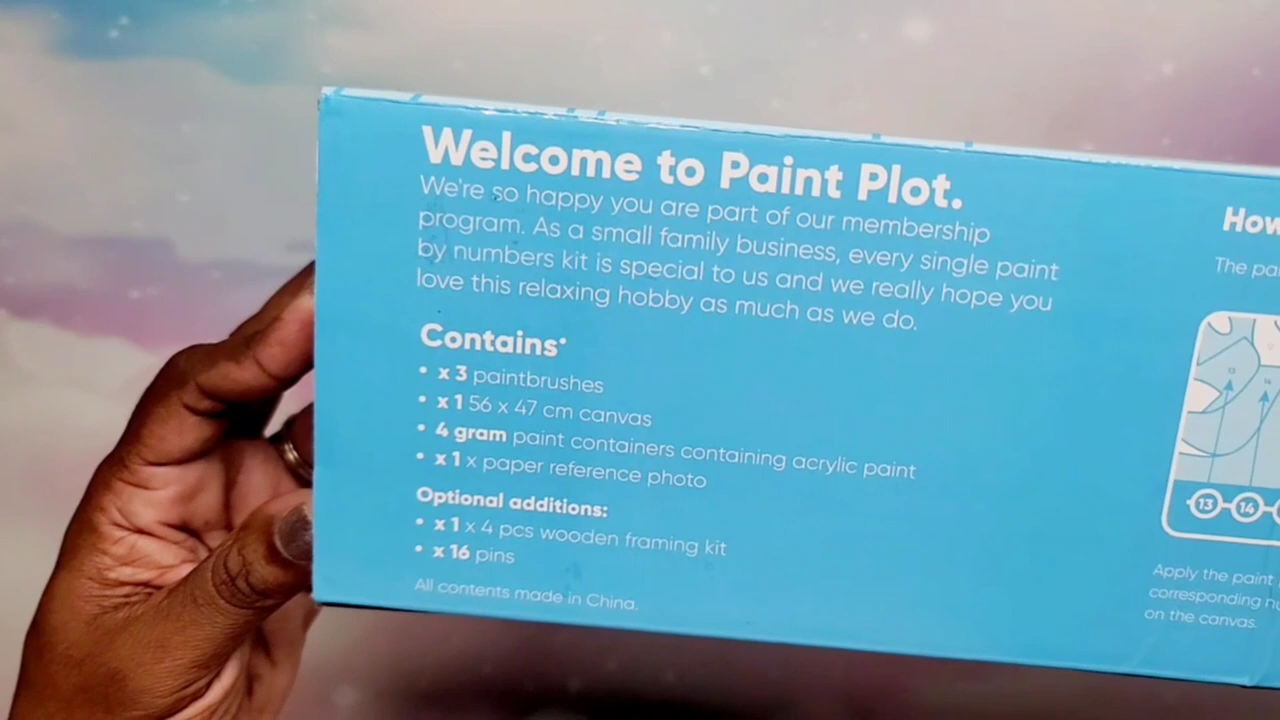 Welcome to Paint Plot.
We're so happy you are part of our membership
program. As a small family business, every single paint
by numbers kit is special to us and we really hope you
love this relaxing hobby as much as we do.
Contains*
• x 3 paintbrushes
• x 1 56 x 47 cm canvas
• 4 gram paint containers containing acrylic paint
• x 1 x paper reference photo
Optional additions:
• x 1 x 4 pcs wooden framing kit
• x 16 pins
All contents made in China.
How
The pa
13
14
13 14
Apply the paint
corresponding
on the canvas.